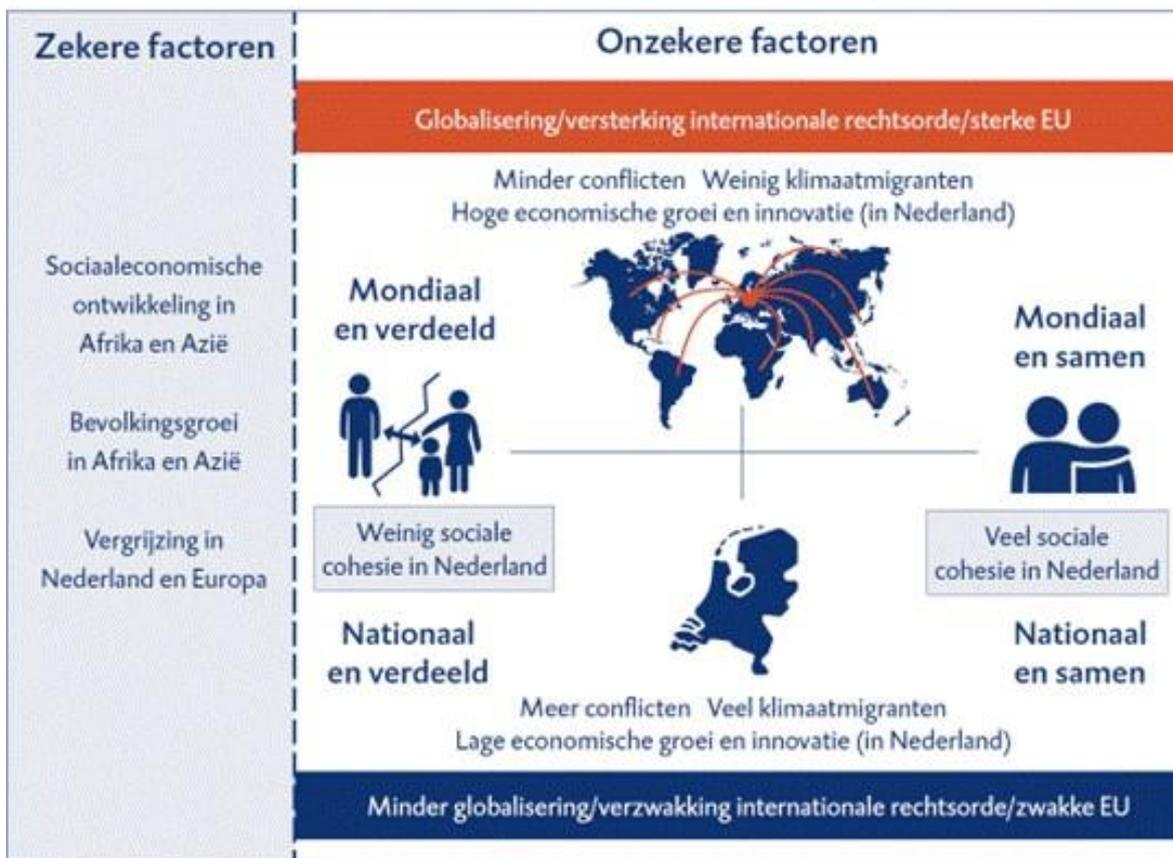 Zekere factoren
Sociaaleconomische
ontwikkeling in
Afrika en Azië
Bevolkingsgroei
in Afrika en Azië
Vergrijzing in
Nederland en Europa
Onzekere factoren
Globalisering/versterking internationale rechtsorde/sterke EU
Minder conflicten Weinig klimaatmigranten
Hoge economische groei en innovatie (in Nederland)
Mondiaal
en verdeeld
Mondiaal
en samen
Weinig sociale
cohesie in Nederland
Veel sociale
cohesie in Nederland
Nationaal
en verdeeld
Nationaal
en samen
Meer conflicten Veel klimaatmigranten
Lage economische groei en innovatie (in Nederland)
Minder globalisering/verzwakking internationale rechtsorde/zwakke EU